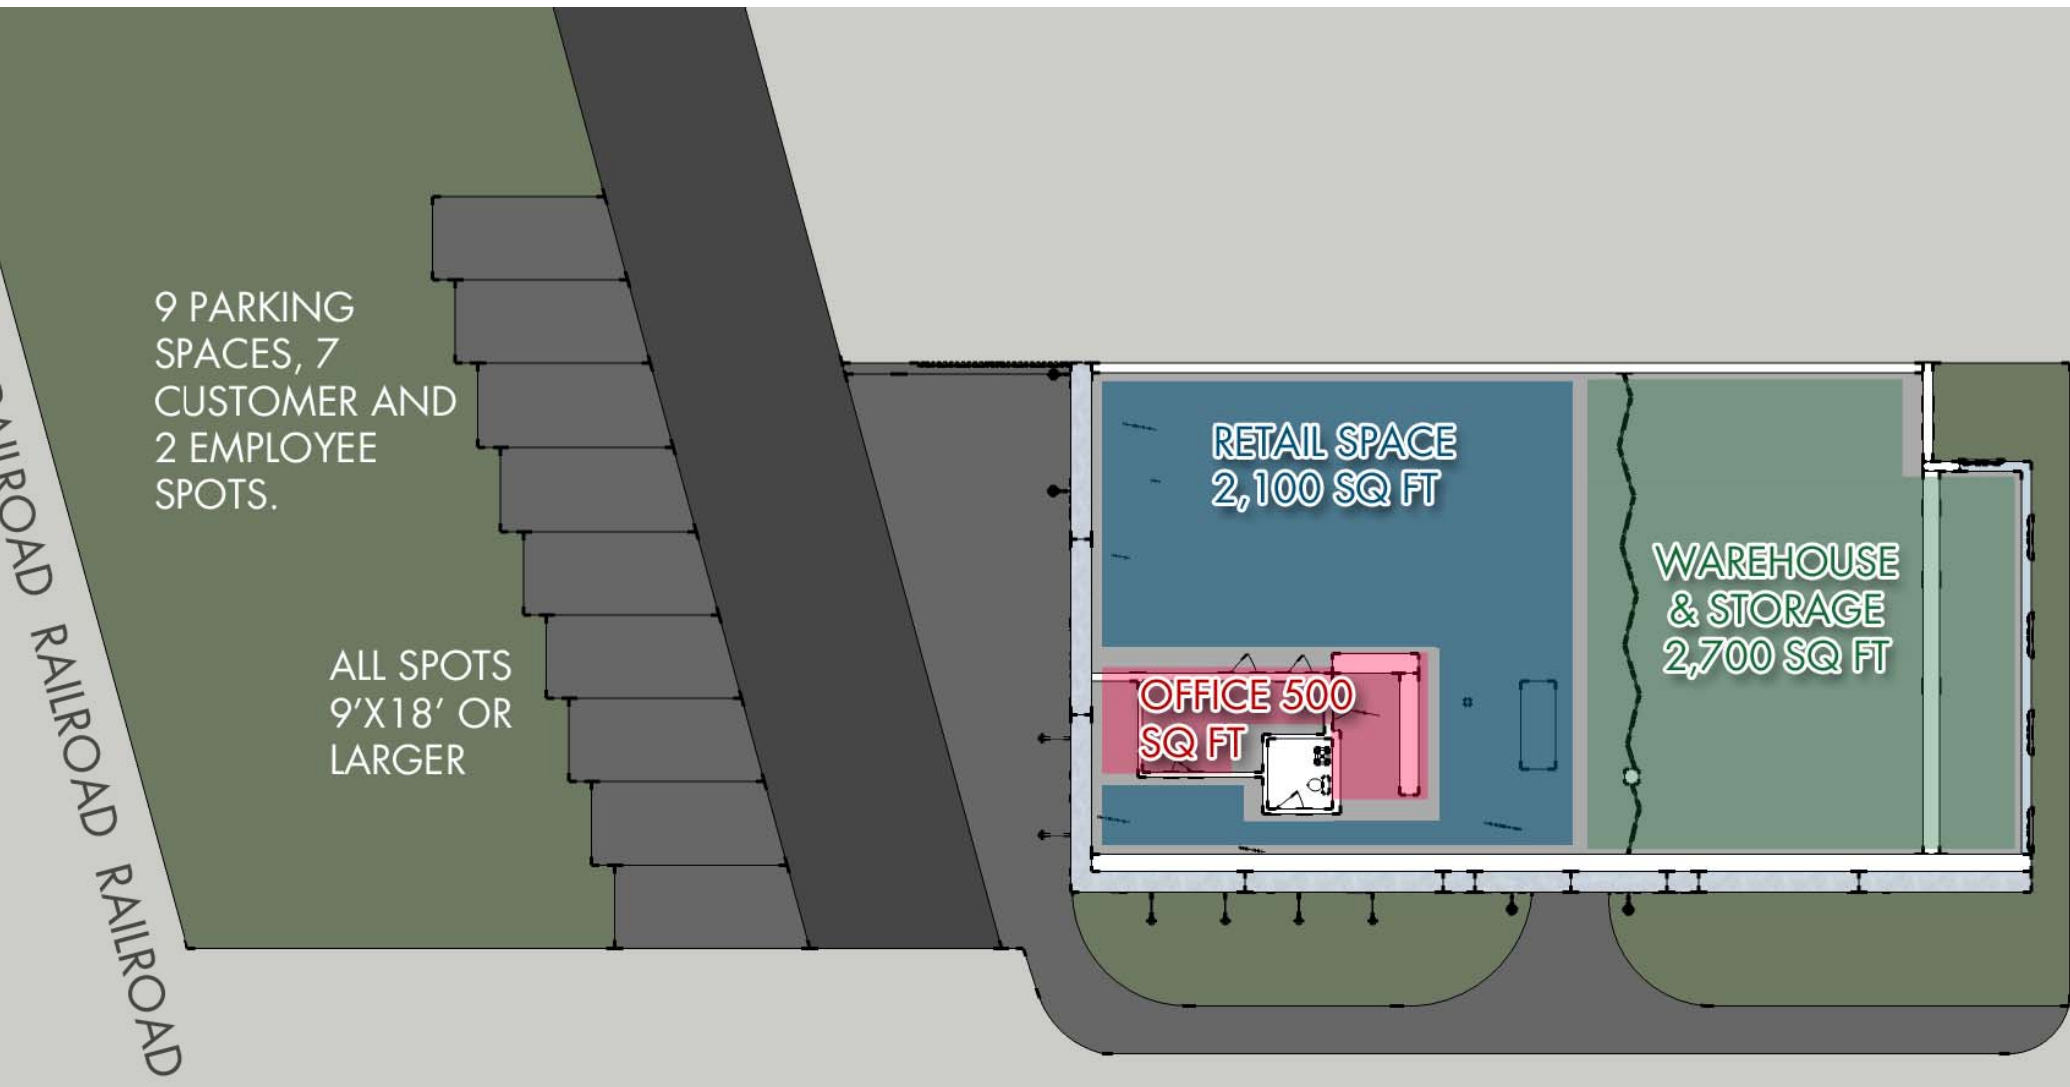 9 PARKING
SPACES, 7
CUSTOMER AND
2 EMPLOYEE
SPOTS.
ALL SPOTS
9'X18' OR
LARGER
RAILROAD RAILROAD RAILROAD
RETAIL SPACE
2,100 SQ FT
OFFICE 500
SQ FT
WAREHOUSE
& STORAGE
2,700 SQ FT